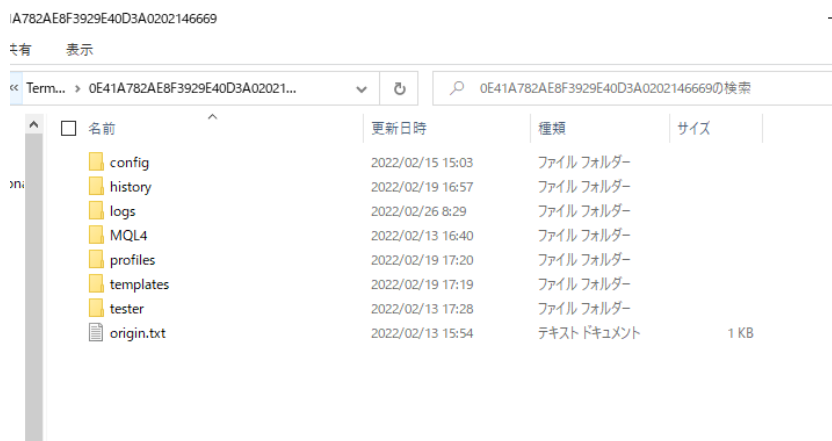 A782AE8F3929E40D3A0202146669
共有 表示
« Term... › 0E41A782AE8F3929E40D3A02021... 0E41A782AE8F3929E40D3A0202146669の検索
名前 更新日時 種類 サイズ
config 2022/02/15 15:03 ファイル フォルダー
history 2022/02/19 16:57 ファイル フォルダー
logs 2022/02/26 8:29 ファイル フォルダー
MQL4 2022/02/13 16:40 ファイル フォルダー
profiles 2022/02/19 17:20 ファイル フォルダー
templates 2022/02/19 17:19 ファイル フォルダー
tester 2022/02/13 17:28 ファイル フォルダー
origin.txt 2022/02/13 15:54 テキスト ドキュメント 1 KB